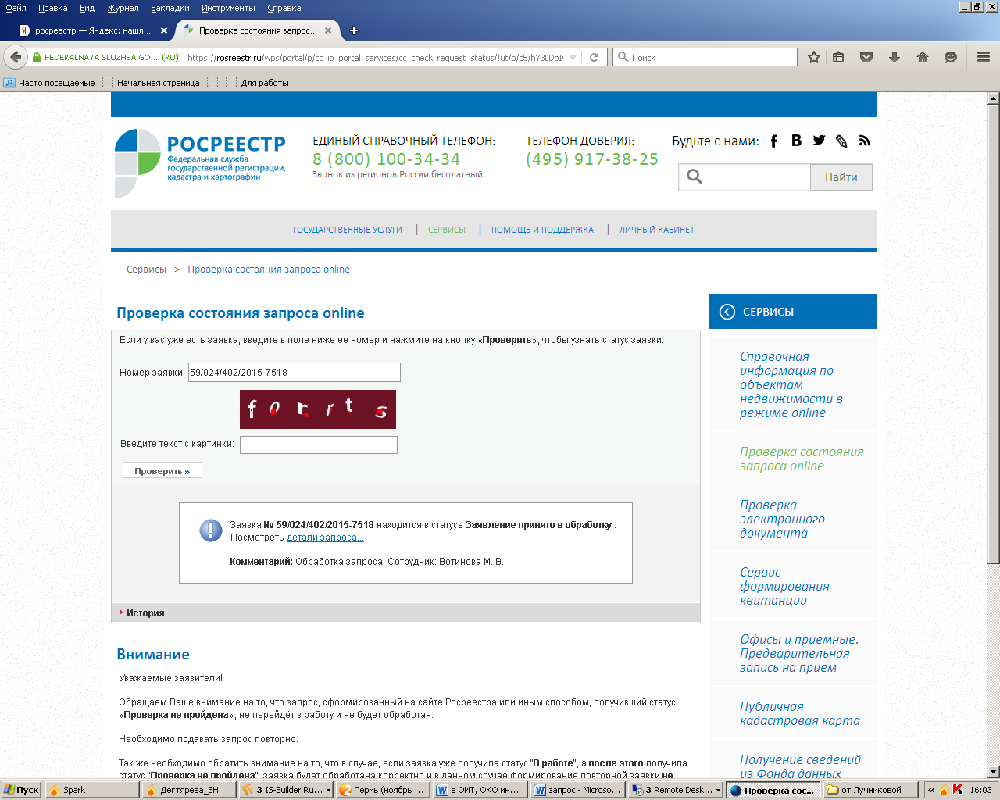 Файл Правка Вид Журнал Закладки Инструменты Справка
росреестр — Яндекс: нашл...
Проверка состояния запрос...
FEDERALNAYA SLUZHBA GO... (RU)
https://rosreestr.ru/wps/portal/p/cc_ib_portal_services/cc_check_request_status/!ut/p/c5/hY3LDoI
Поиск
Часто посещаемые
Начальная страница
Для работы
РОСРЕЕСТР
Федеральная служба
государственной регистрации,
кадастра и картографии
ЕДИНЫЙ СПРАВОЧНЫЙ ТЕЛЕФОН:
8 (800) 100-34-34
Звонок из регионов России бесплатный
ТЕЛЕФОН ДОВЕРИЯ:
(495) 917-38-25
Будьте с нами:
Найти
ГОСУДАРСТВЕННЫЕ УСЛУГИ | СЕРВИСЫ | ПОМОЩЬ И ПОДДЕРЖКА | ЛИЧНЫЙ КАБИНЕТ
Сервисы > Проверка состояния запроса online
Проверка состояния запроса online
Если у вас уже есть заявка, введите в поле ниже ее номер и нажмите на кнопку «Проверить», чтобы узнать статус заявки.
Номер заявки: 59/024/402/2015-7518
forrts
Введите текст с картинки:
Проверить »
Заявка № 59/024/402/2015-7518 находится в статусе Заявление принято в обработку .
Посмотреть детали запроса...
Комментарий: Обработка запроса. Сотрудник: Вотинова М. В.
История
Внимание
Уважаемые заявители!
Обращаем Ваше внимание на то, что запрос, сформированный на сайте Росреестра или иным способом, получивший статус
«Проверка не пройдена», не перейдёт в работу и не будет обработан.
Необходимо подавать запрос повторно.
Так же необходимо обратить внимание на то, что в случае, если заявка уже получила статус "В работе", а после этого получила
статус "Проверка не пройдена", заявка будет обработана корректно и в данном случае формирование повторной заявки не
СЕРВИСЫ
Справочная
информация по
объектам
недвижимости в
режиме online
Проверка состояния
запроса online
Проверка
электронного
документа
Сервис
формирования
квитанции
Офисы и приемные.
Предварительная
запись на прием
Публичная
кадастровая карта
Получение сведений
из Фонда данных
Пуск
Spark
Дегтярева_ЕН
3 IS-Builder Ru...
Пермь (ноябрь ...
в ОИТ, ОКО ин...
запрос - Microso...
3 Remote Desk...
Проверка сос...
от Лучниковой
16:03